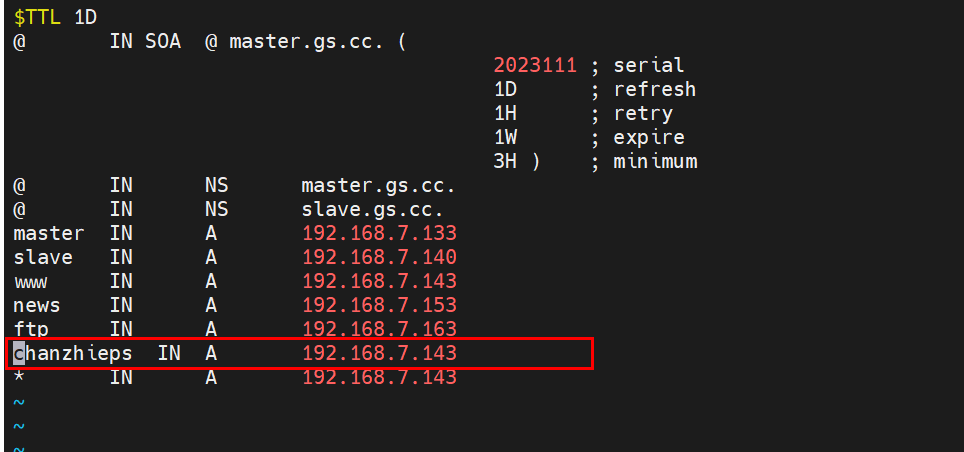 $TTL 1D
@ IN SOA @ master.gs.cc. (
2023111 ; serial
1D ; refresh
1H ; retry
1W ; expire
3H ) ; minimum
@ IN NS master.gs.cc.
@ IN NS slave.gs.cc.
master IN A 192.168.7.133
slave IN A 192.168.7.140
www IN A 192.168.7.143
news IN A 192.168.7.153
ftp IN A 192.168.7.163
chanzhieps IN A 192.168.7.143
* IN A 192.168.7.143
~
~
~